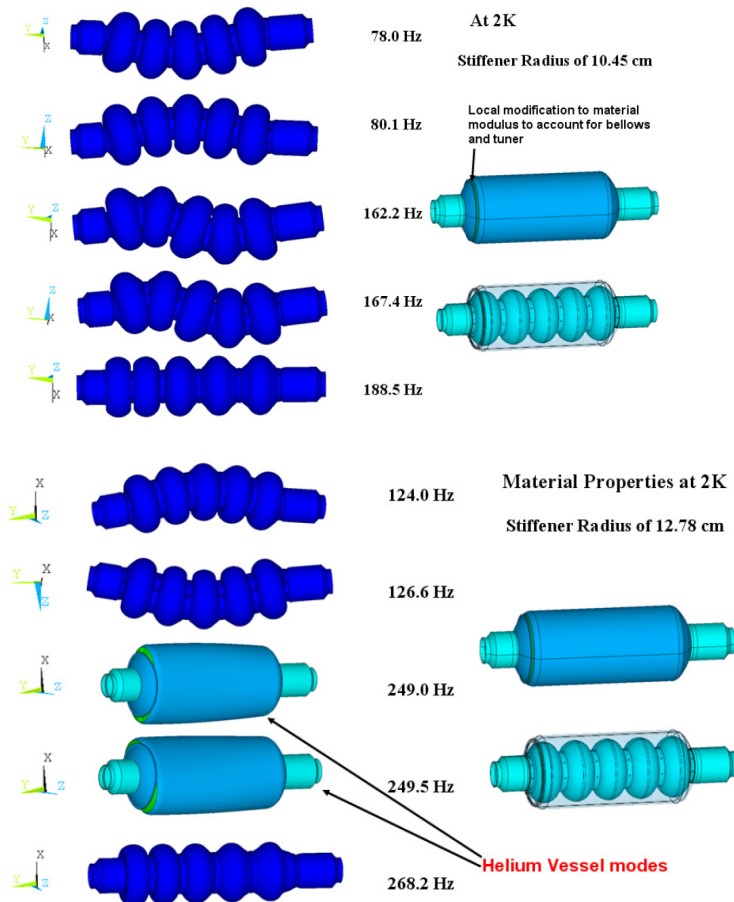 At 2K
Stiffener Radius of 10.45 cm
Local modification to material
modulus to account for bellows
and tuner
Y Z X
78.0 Hz
Y Z X
80.1 Hz
Y Z X
162.2 Hz
Y Z X
167.4 Hz
Y Z X
188.5 Hz
Material Properties at 2K
Stiffener Radius of 12.78 cm
X Y Z
124.0 Hz
X Y Z
126.6 Hz
X Y Z
249.0 Hz
X Y Z
249.5 Hz
X Y Z
268.2 Hz
Helium Vessel modes